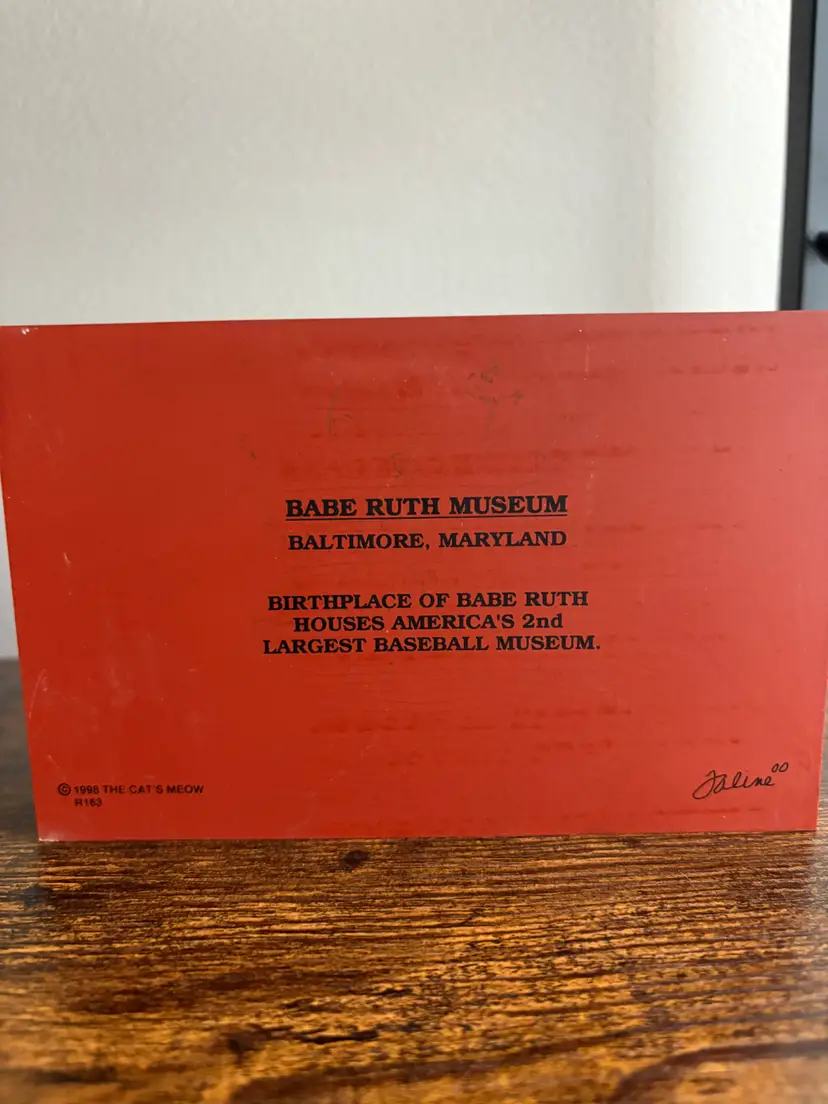 BABE RUTH MUSEUM
BALTIMORE, MARYLAND
BIRTHPLACE OF BABE RUTH
HOUSES AMERICA'S 2nd
LARGEST BASEBALL MUSEUM.
© 1998 THE CAT'S MEOW
R163
Faline 00